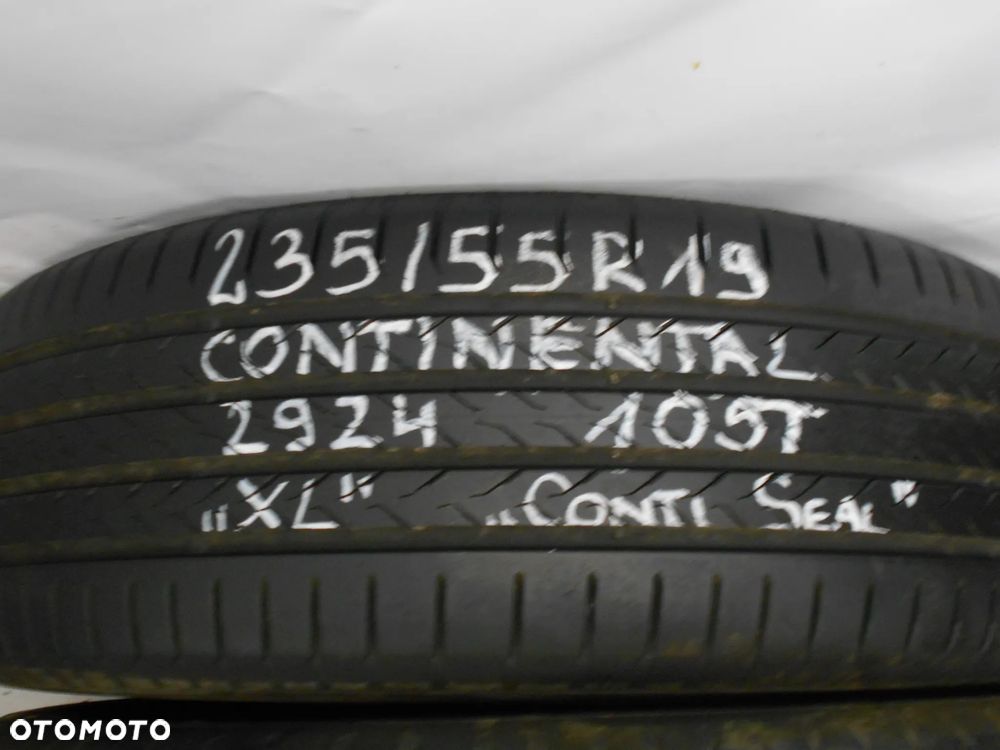 235/55R19
CONTINENTAL
2924 105T
„XL" „CONTI SEAL"
OTOMOTO